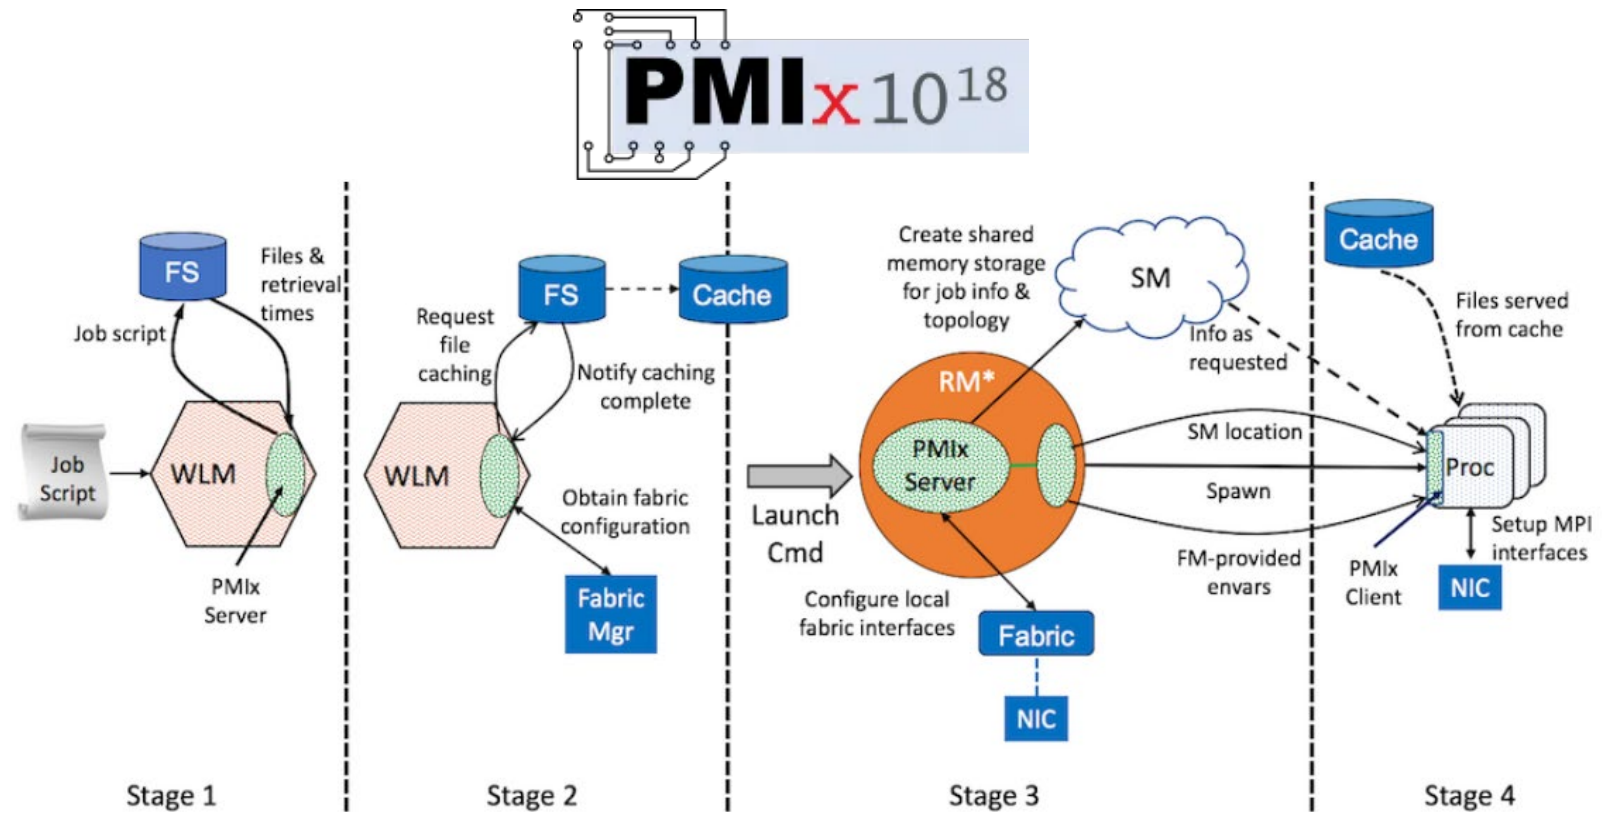 PMIx10^18
FS
Files &
retrieval
times
Job script
Job
Script
WLM
PMIx
Server
Stage 1
FS
Cache
Request
file
caching
Notify caching
complete
WLM
Obtain fabric
configuration
Fabric
Mgr
Stage 2
Launch
Cmd
Create shared
memory storage
for job info &
topology
SM
Info as
requested
RM*
PMIx
Server
SM location
Spawn
FM-provided
envars
Configure local
fabric interfaces
Fabric
NIC
Stage 3
Cache
Files served
from cache
Proc
PMIx
Client
Setup MPI
interfaces
NIC
Stage 4